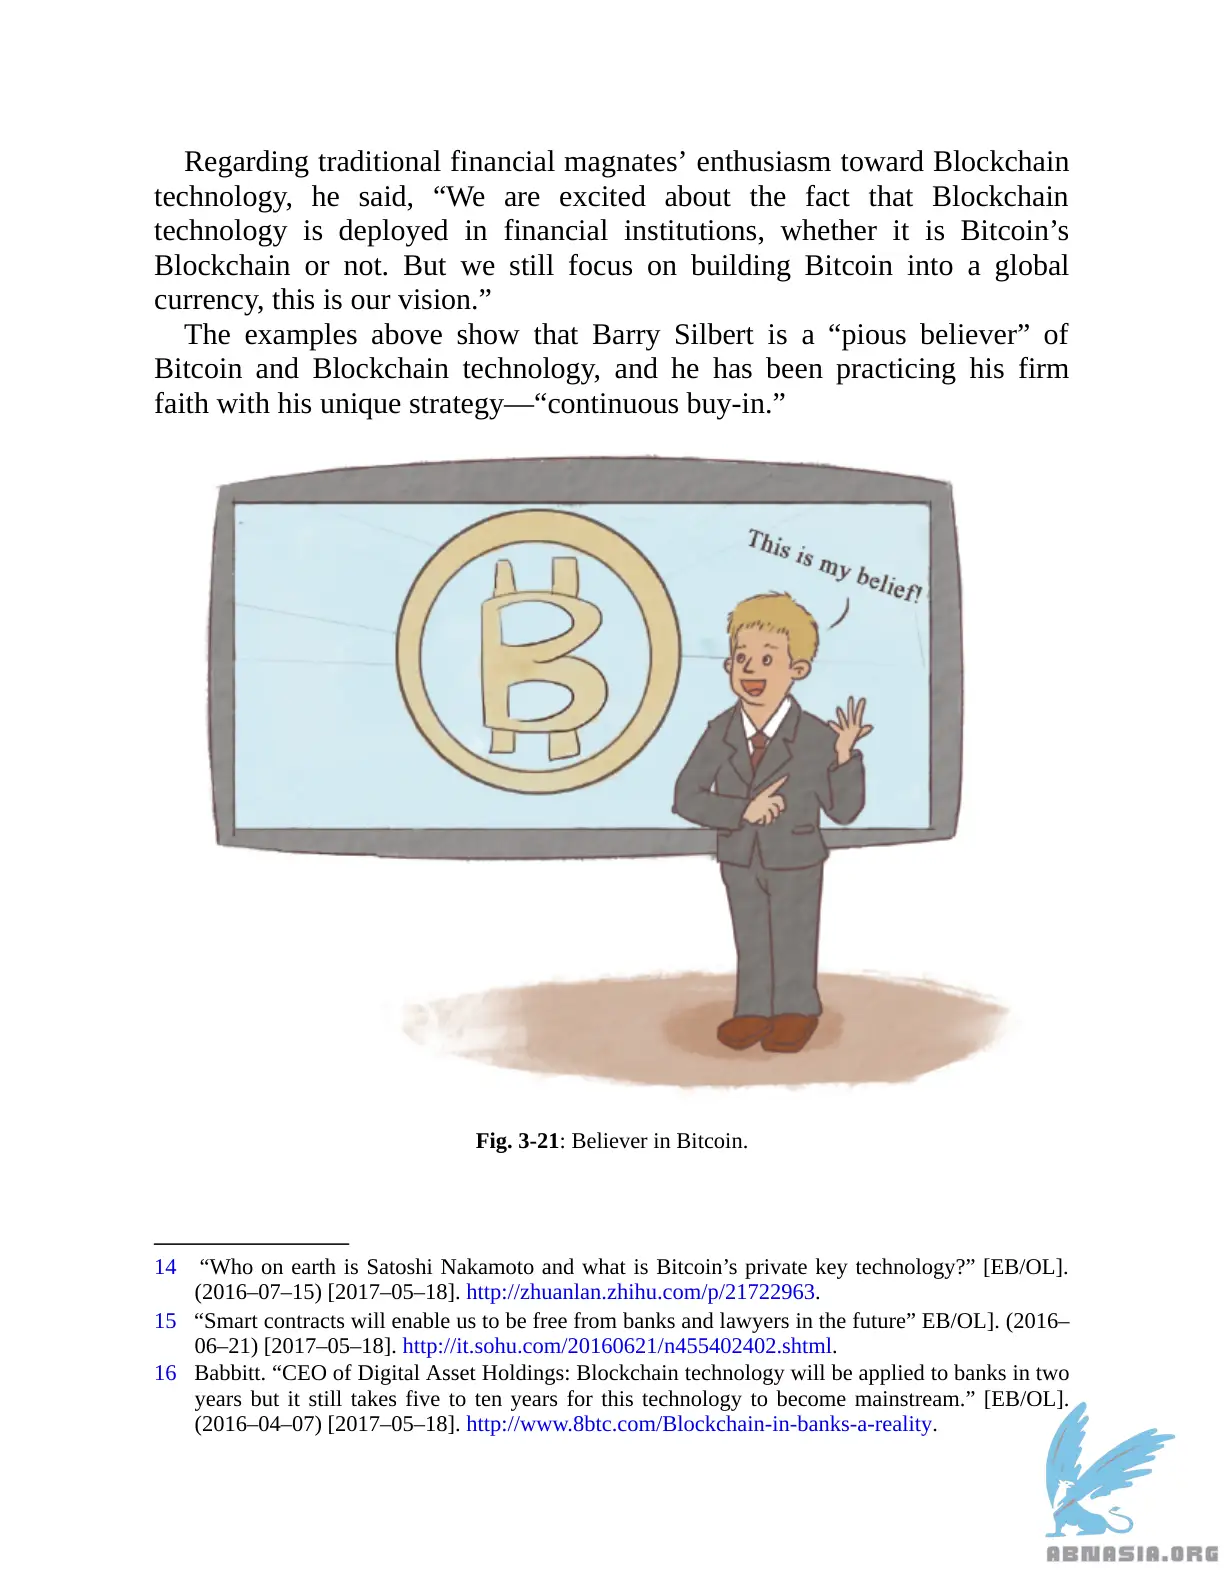 Regarding traditional financial magnates’ enthusiasm toward Blockchain
technology, he said, “We are excited about the fact that Blockchain
technology is deployed in financial institutions, whether it is Bitcoin’s
Blockchain or not. But we still focus on building Bitcoin into a global
currency, this is our vision.”
The examples above show that Barry Silbert is a “pious believer” of
Bitcoin and Blockchain technology, and he has been practicing his firm
faith with his unique strategy—“continuous buy-in.”
This is my belief!
Fig. 3-21: Believer in Bitcoin.
14 “Who on earth is Satoshi Nakamoto and what is Bitcoin’s private key technology?” [EB/OL].
(2016–07–15) [2017–05–18]. http://zhuanlan.zhihu.com/p/21722963.
15 “Smart contracts will enable us to be free from banks and lawyers in the future” EB/OL]. (2016–
06–21) [2017–05–18]. http://it.sohu.com/20160621/n455402402.shtml.
16 Babbitt. “CEO of Digital Asset Holdings: Blockchain technology will be applied to banks in two
years but it still takes five to ten years for this technology to become mainstream.” [EB/OL].
(2016–04–07) [2017–05–18]. http://www.8btc.com/Blockchain-in-banks-a-reality.
ABNASIA.ORG